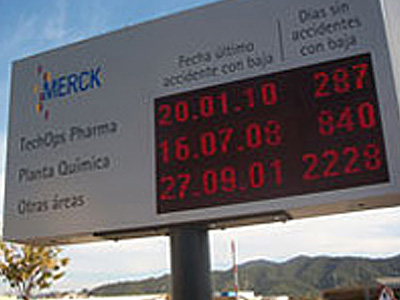 MERCK
Fecha último
accidente con baja
Días sin
accidentes
con baja
TechOps Pharma 20.01.10 287
Planta Química 16.07.08 840
Otras áreas 27.09.01 2228